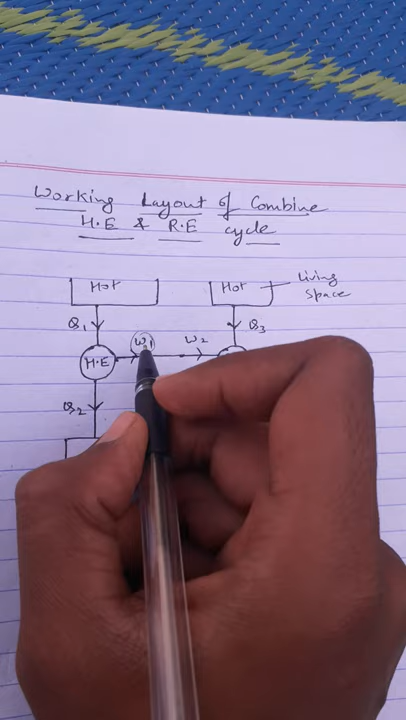 Working Layout of Combine
H.E & R.E cycle
Hot
Hot
Living
Space
Q1
W1
W2
Q3
H.E
Q2